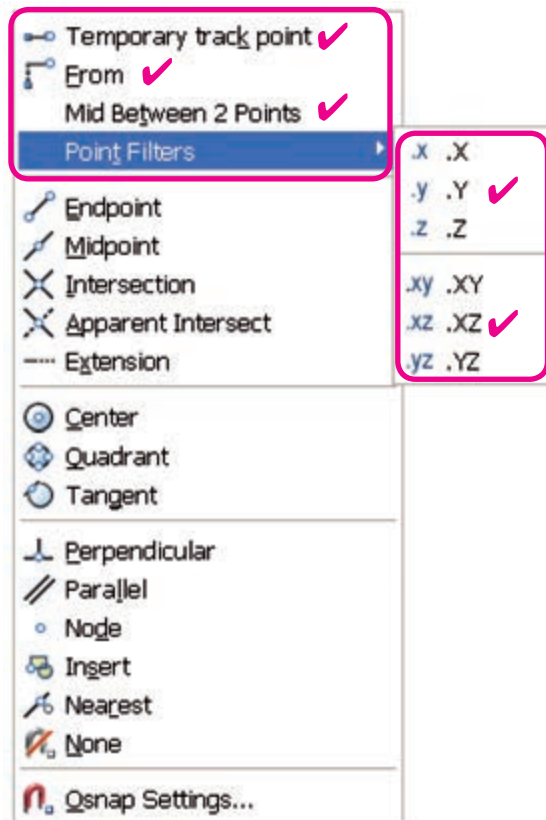 Temporary track point
From
Mid Between 2 Points
Point Filters
.x .X
.y .Y
.z .Z
.xy .XY
.xz .XZ
.yz .YZ
Endpoint
Midpoint
Intersection
Apparent Intersect
Extension
Center
Quadrant
Tangent
Perpendicular
Parallel
Node
Insert
Nearest
None
Osnap Settings...